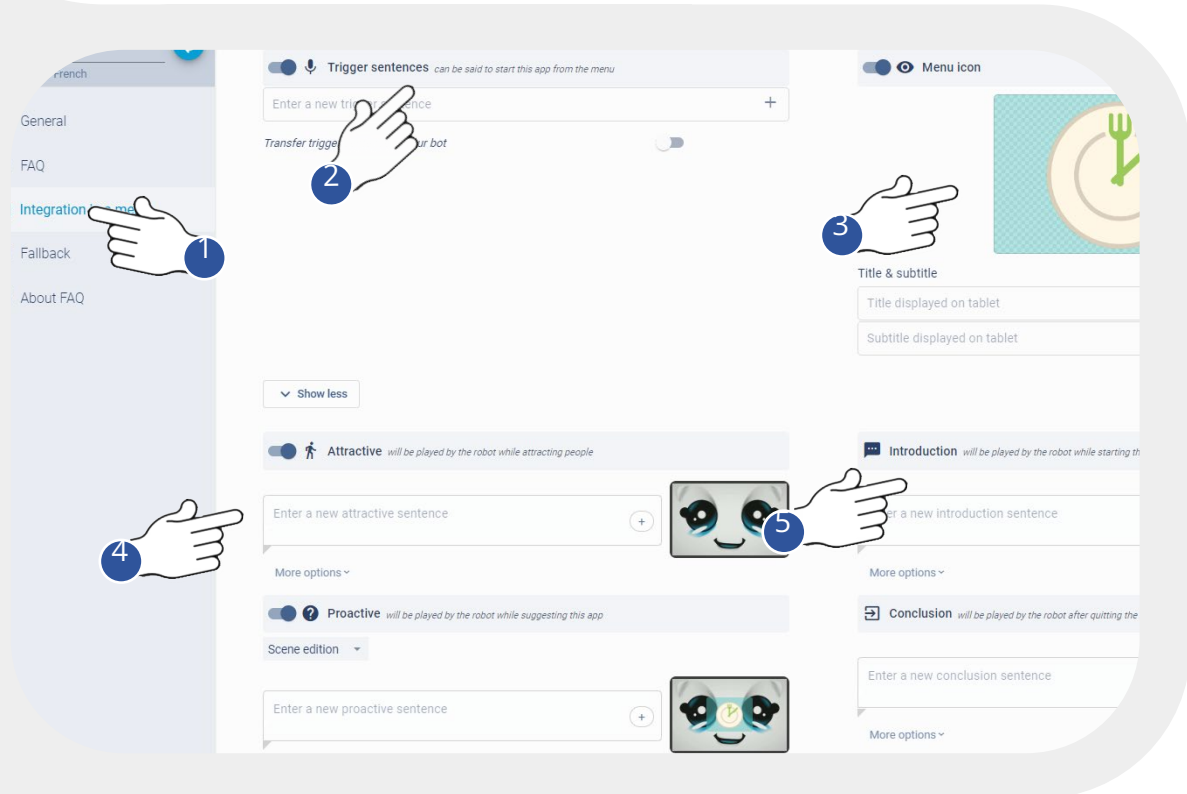 French
General
FAQ
Integration
Fallback
About FAQ
1
Trigger sentences can be said to start this app from the menu
Enter a new
Transfer bot
2
Menu icon
3
Title & subtitle
Title displayed on tablet
Subtitle displayed on tablet
Show less
Attractive will be played by the robot while attracting people
Enter a new attractive sentence
+
4
More options
Introduction will be played by the robot while starting
5
a new introduction sentence
More options
Proactive will be played by the robot while suggesting this app
Scene edition
Enter a new proactive sentence
+
Conclusion will be played by the robot after quitting the
Enter a new conclusion sentence
More options